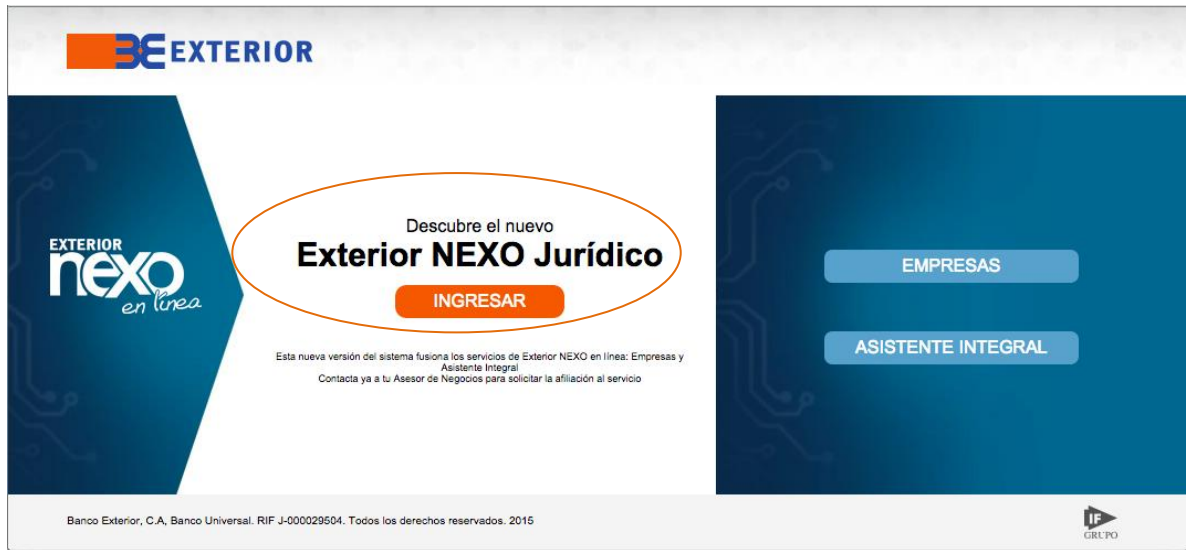 BE EXTERIOR
EXTERIOR
nexo
en línea
Descubre el nuevo
Exterior NEXO Jurídico
INGRESAR
Esta nueva versión del sistema fusiona los servicios de Exterior NEXO en línea: Empresas y
Asistente Integral
Contacta ya a tu Asesor de Negocios para solicitar la afiliación al servicio
EMPRESAS
ASISTENTE INTEGRAL
Banco Exterior, C.A, Banco Universal. RIF J-000029504. Todos los derechos reservados. 2015
IF
GRUPO